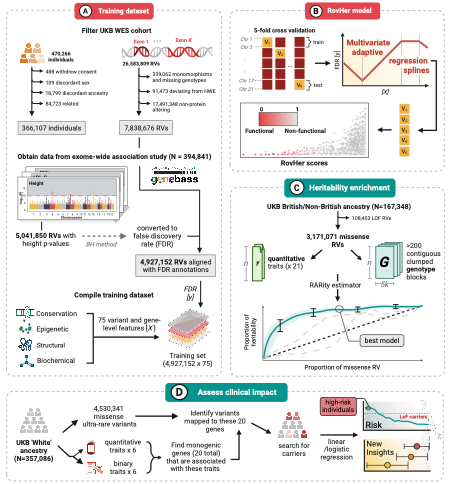 A Training dataset
Filter UKB WES cohort
470,266
individuals
488 withdrew consent
109 discordant sex
18,799 discordant ancestry
84,723 related
366,107 individuals
Exon 1 ... Exon K
26,583,809 RVs
339,062 monomorphisms
and missing genotypes
91,473 deviating from HWE
17,491,348 non-protein
altering
7,838,676 RVs
Obtain data from exome-wide association study (N = 394,841)
genebass
Height
Chromosome
5,041,850 RVs with
height p-values
BH method
converted to
false discovery
rate (FDR)
4,927,152 RVs aligned
with FDR annotations
Compile training dataset
FDR
[y]
Conservation
Epigenetic
Structural
Biochemical
75 variant and gene-
level features [X]
Training set
(4,927,152 x 75)
B RovHer model
5-fold cross validation
Chr 1
Chr 3
Chr 17
Chr 21
V₁
V₂
V₅
train
test
FDR [y]
Multivariate
adaptive
regression
splines
[x]
0 1
Functional Non-functional
RovHer scores
V₁
V₂
V₃
V₄
V₅
C Heritability enrichment
UKB British/Non-British ancestry (N=167,348)
108,403 LOF RVs
3,171,071 missense
RVs
n
y
quantitative
traits (x 21)
n
G
5k
>200
contiguous
clumped
genotype
blocks
RARity estimator
Proportion of
heritability
best model
Proportion of missense RV
D Assess clinical impact
UKB 'White'
ancestry
(N=357,086)
4,530,341
missense
ultra-rare variants
quantitative
traits x 6
binary
traits x 6
Identify variants
mapped to these 20
genes
Find monogenic
genes (20 total) that
are associated with
these traits
search for
carriers
linear
/logistic
regression
high-risk
individuals
LoF carriers
Risk
New
Insights